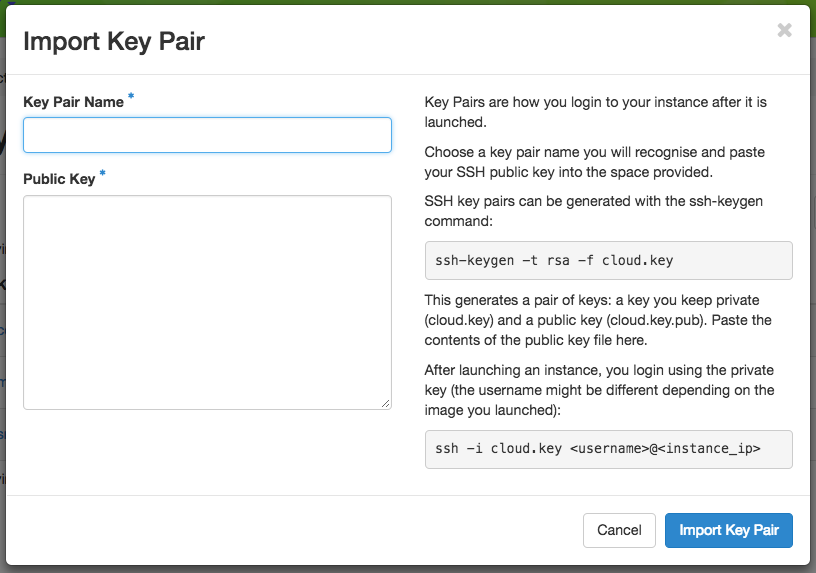 Import Key Pair
×
Key Pair Name *
Public Key *
Key Pairs are how you login to your instance after it is
launched.
Choose a key pair name you will recognise and paste
your SSH public key into the space provided.
SSH key pairs can be generated with the ssh-keygen
command:
ssh-keygen -t rsa -f cloud.key
This generates a pair of keys: a key you keep private
(cloud.key) and a public key (cloud.key.pub). Paste the
contents of the public key file here.
After launching an instance, you login using the private
key (the username might be different depending on the
image you launched):
ssh -i cloud.key <username>@<instance_ip>
Cancel
Import Key Pair